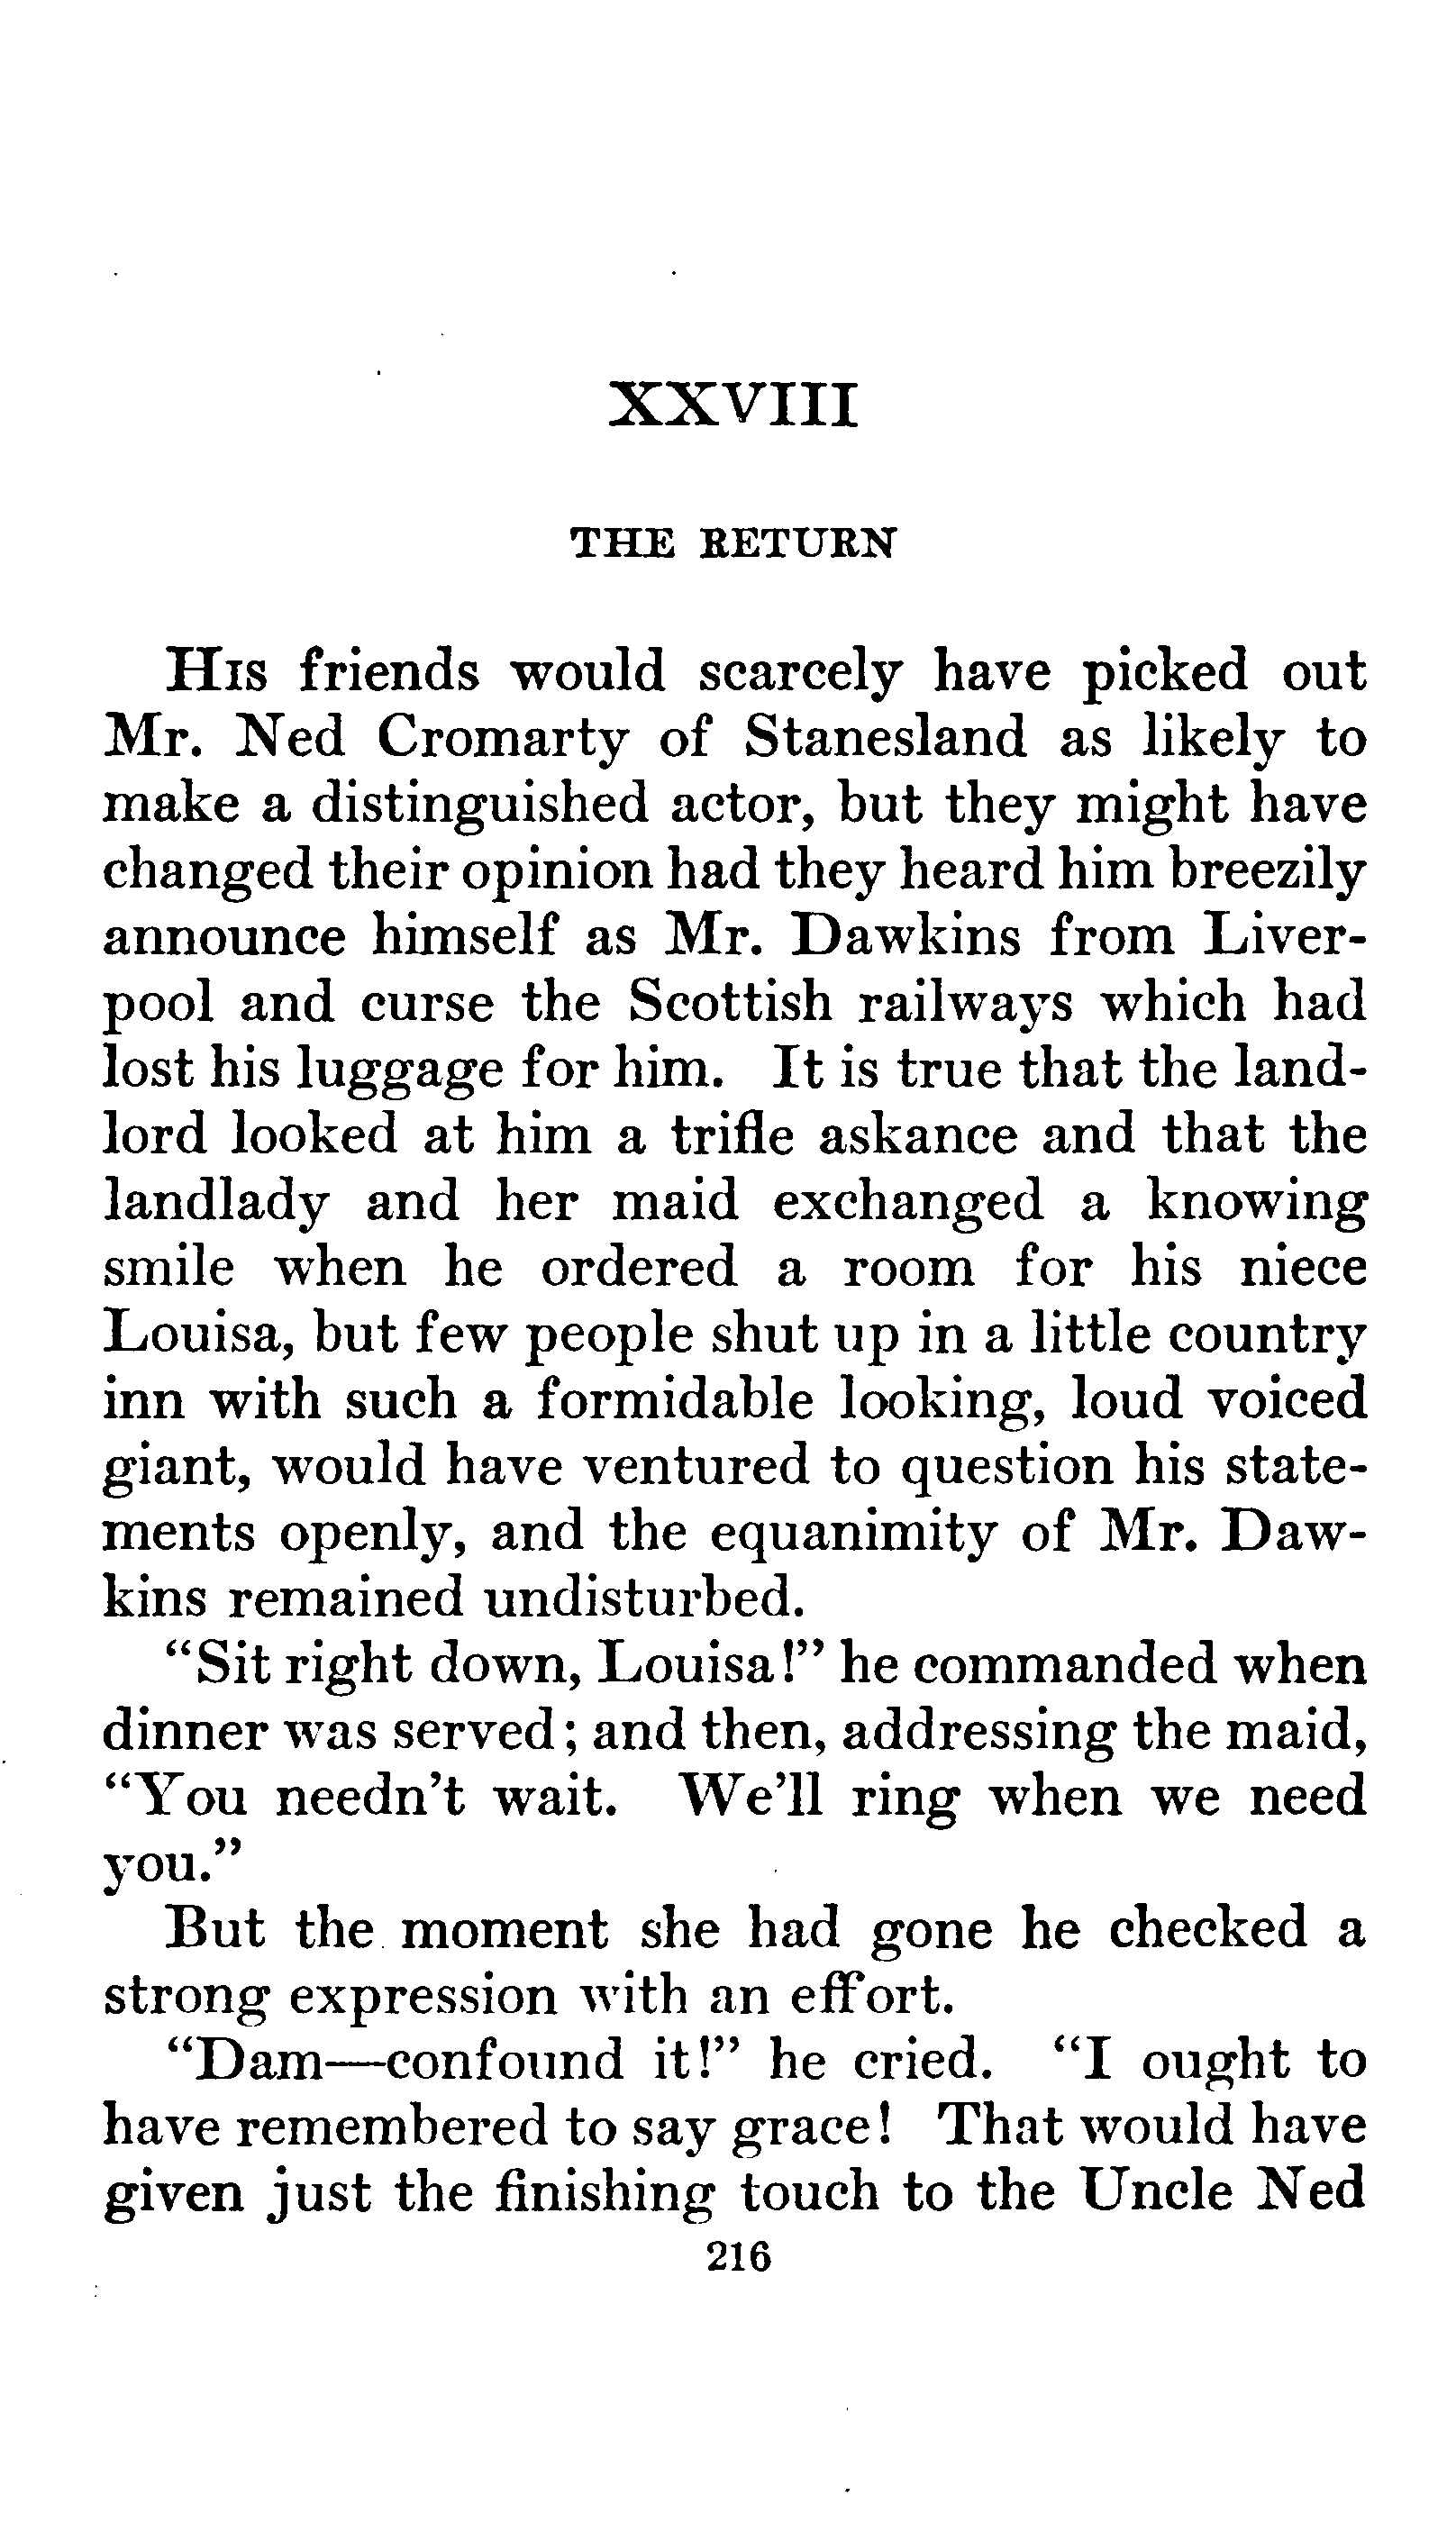 XXVIII
THE RETURN
His friends would scarcely have picked out
Mr. Ned Cromarty of Stanesland as likely to
make a distinguished actor, but they might have
changed their opinion had they heard him breezily
announce himself as Mr. Dawkins from Liver-
pool and curse the Scottish railways which had
lost his luggage for him. It is true that the land-
lord looked at him a trifle askance and that the
landlady and her maid exchanged a knowing
smile when he ordered a room for his niece
Louisa, but few people shut up in a little country
inn with such a formidable looking, loud voiced
giant, would have ventured to question his state-
ments openly, and the equanimity of Mr. Daw-
kins remained undisturbed.
“Sit right down, Louisa!” he commanded when
dinner was served; and then, addressing the maid,
“You needn’t wait. We’ll ring when we need
you.”
But the moment she had gone he checked a
strong expression with an effort.
“Dam—confound it!” he cried. “I ought to
have remembered to say grace! That would have
given just the finishing touch to the Uncle Ned
216